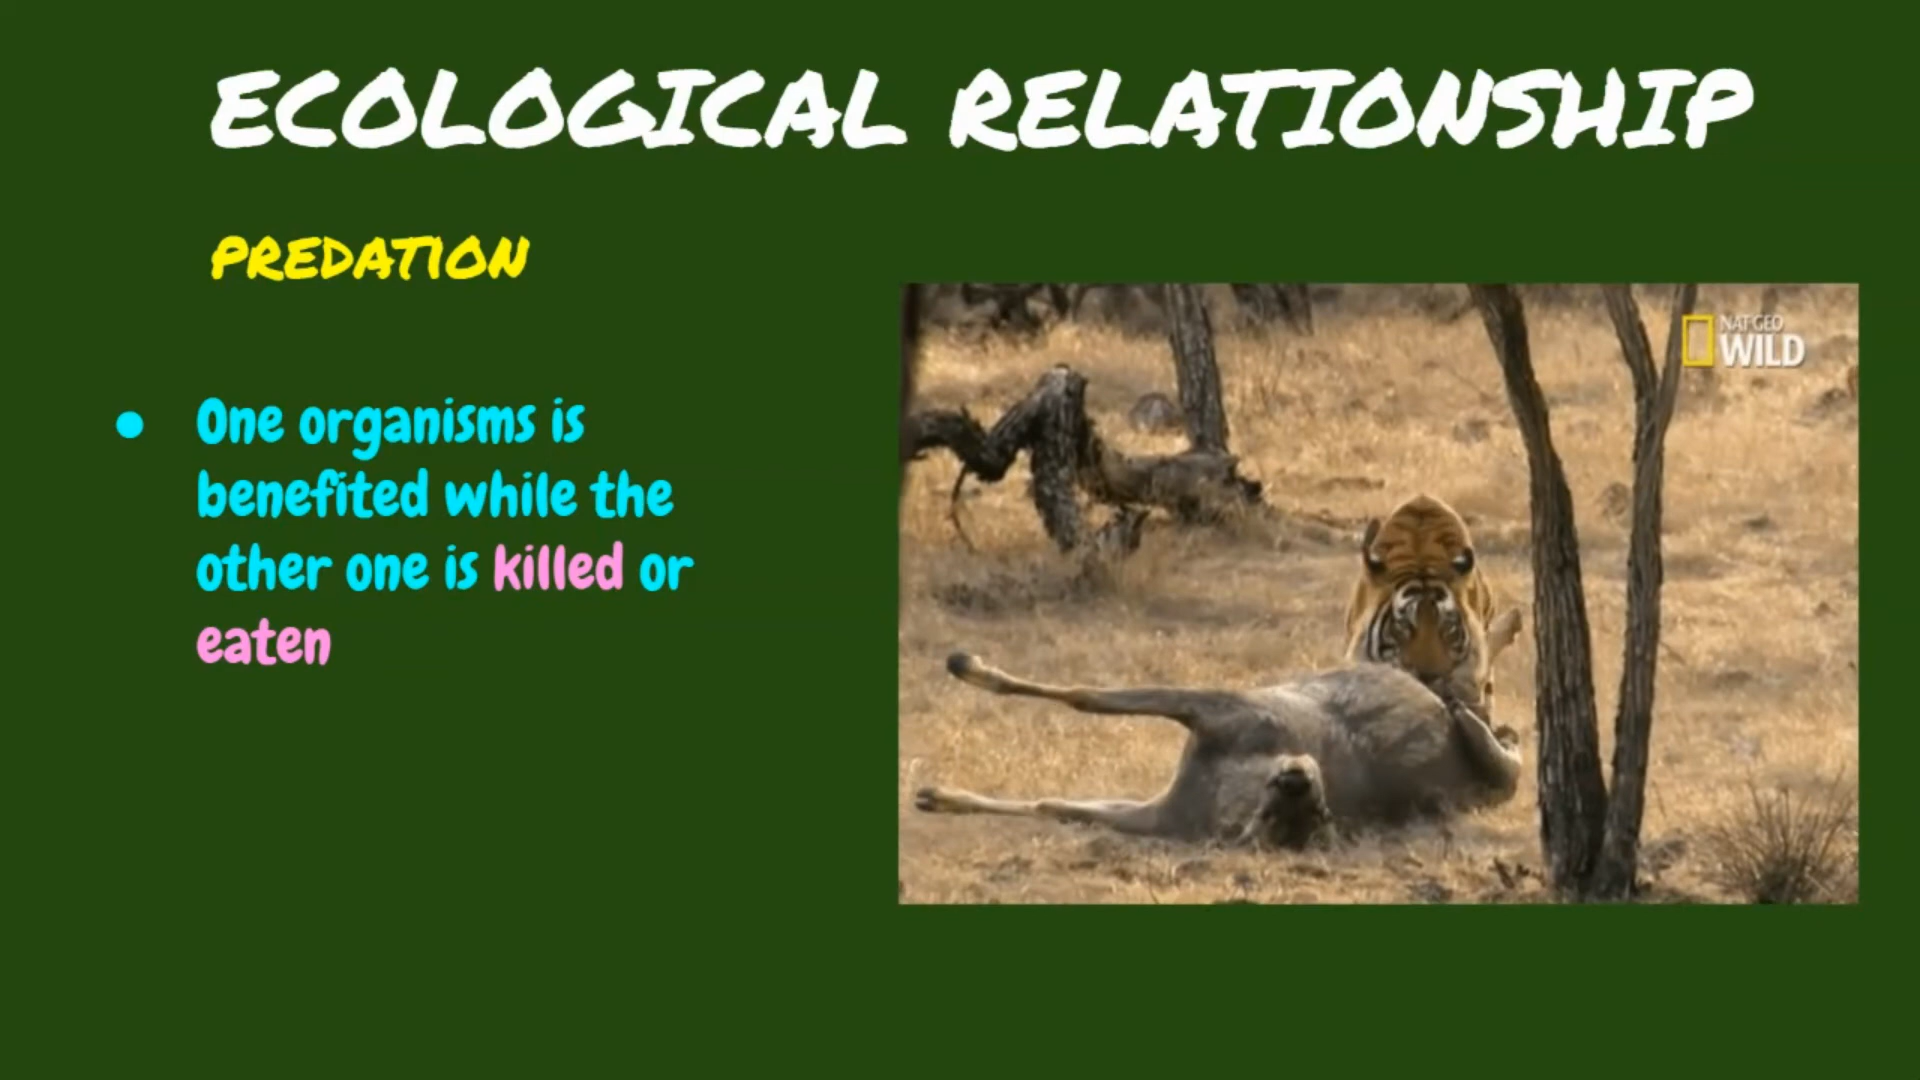 ECOLOGICAL RELATIONSHIP
PREDATION
NAT GEO
WILD
● One organisms is
benefited while the
other one is killed or
eaten